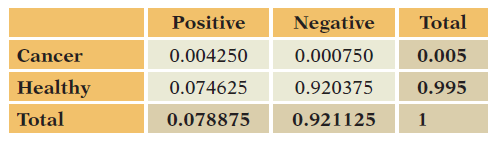 Positive Negative Total
Cancer 0.004250 0.000750 0.005
Healthy 0.074625 0.920375 0.995
Total 0.078875 0.921125 1